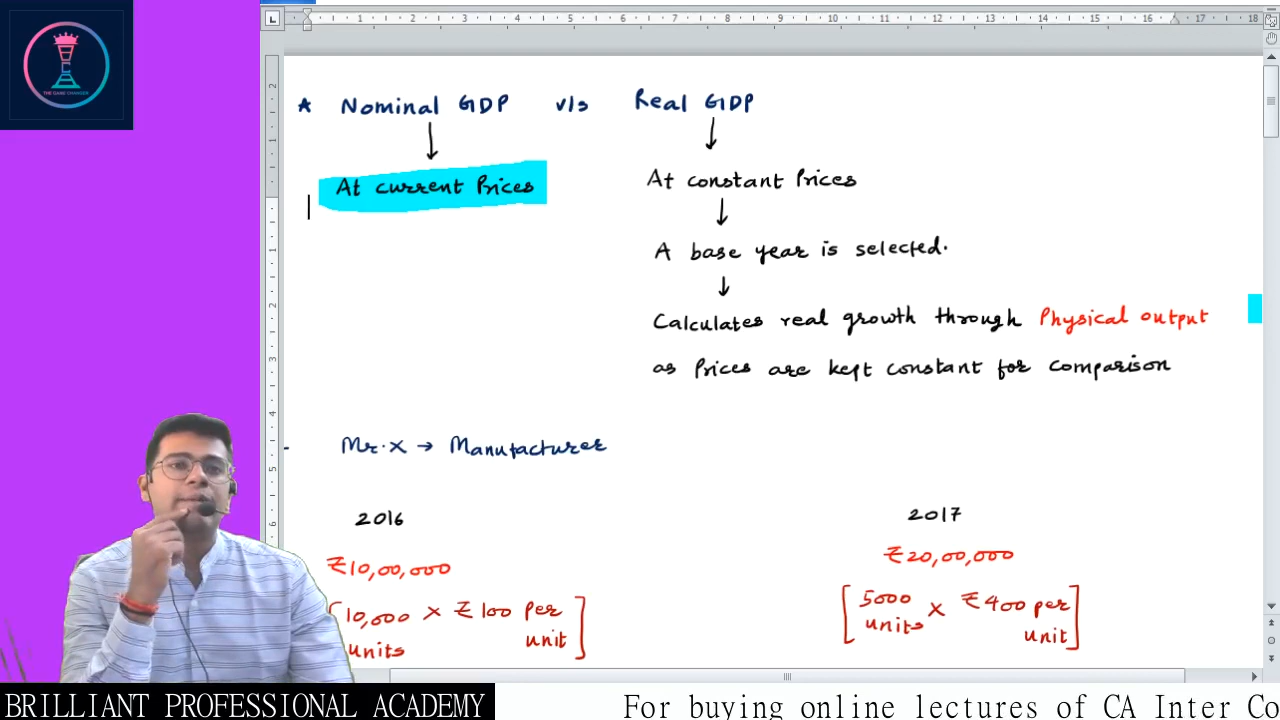 THE GAME CHANGER
★ Nominal GDP v/s Real GDP
At current Prices
At constant Prices
A base year is selected.
Calculates real growth through Physical output
as Prices are kept constant for comparison
Mr. X → Manufacturer
2016
2017
₹10,00,000
₹20,00,000
[10,000 units × ₹100 per unit]
[5000 units × ₹400 per unit]
BRILLIANT PROFESSIONAL ACADEMY
For buying online lectures of CA Inter Co